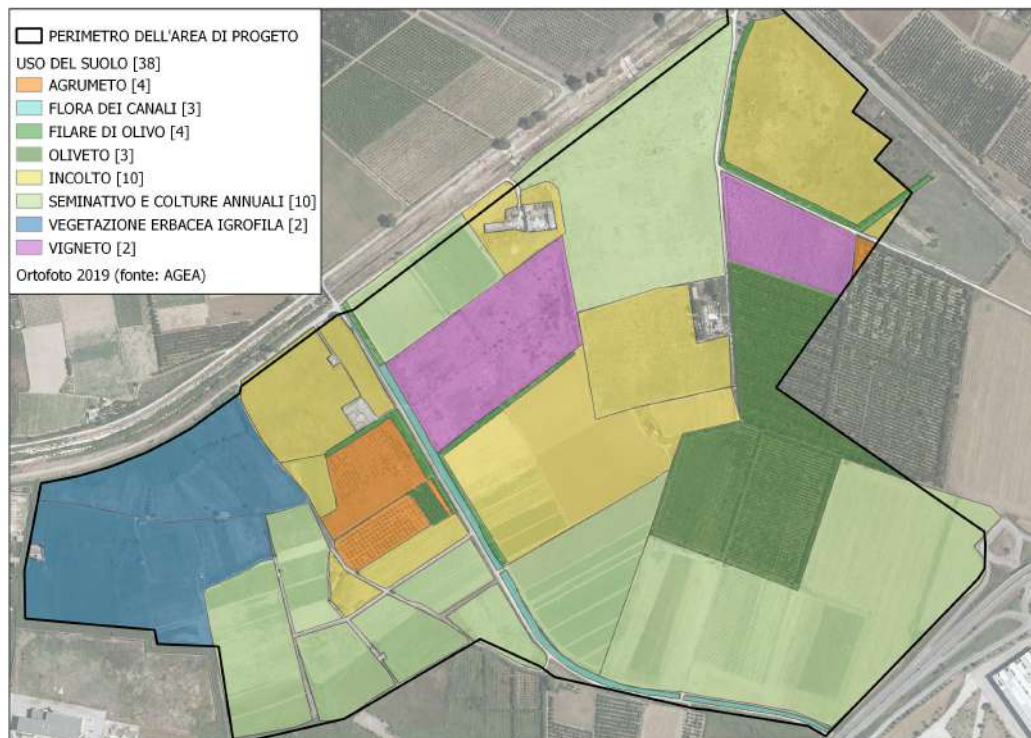 PERIMETRO DELL'AREA DI PROGETO
USO DEL SUOLO [38]
AGRUMETO [4]
FLORA DEI CANALI [3]
FILARE DI OLIVO [4]
OLIVETO [3]
INCOLTO [10]
SEMINATIVO E COLTURE ANNUALI [10]
VEGETAZIONE ERBACEA IGROFILA [2]
VIGNETO [2]
Ortofoto 2019 (fonte: AGEA)